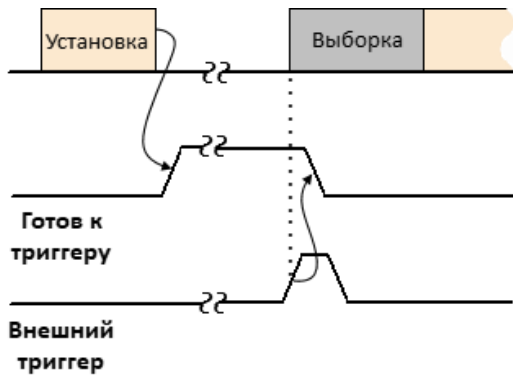 Установка
Выборка
Готов к
триггеру
Внешний
триггер